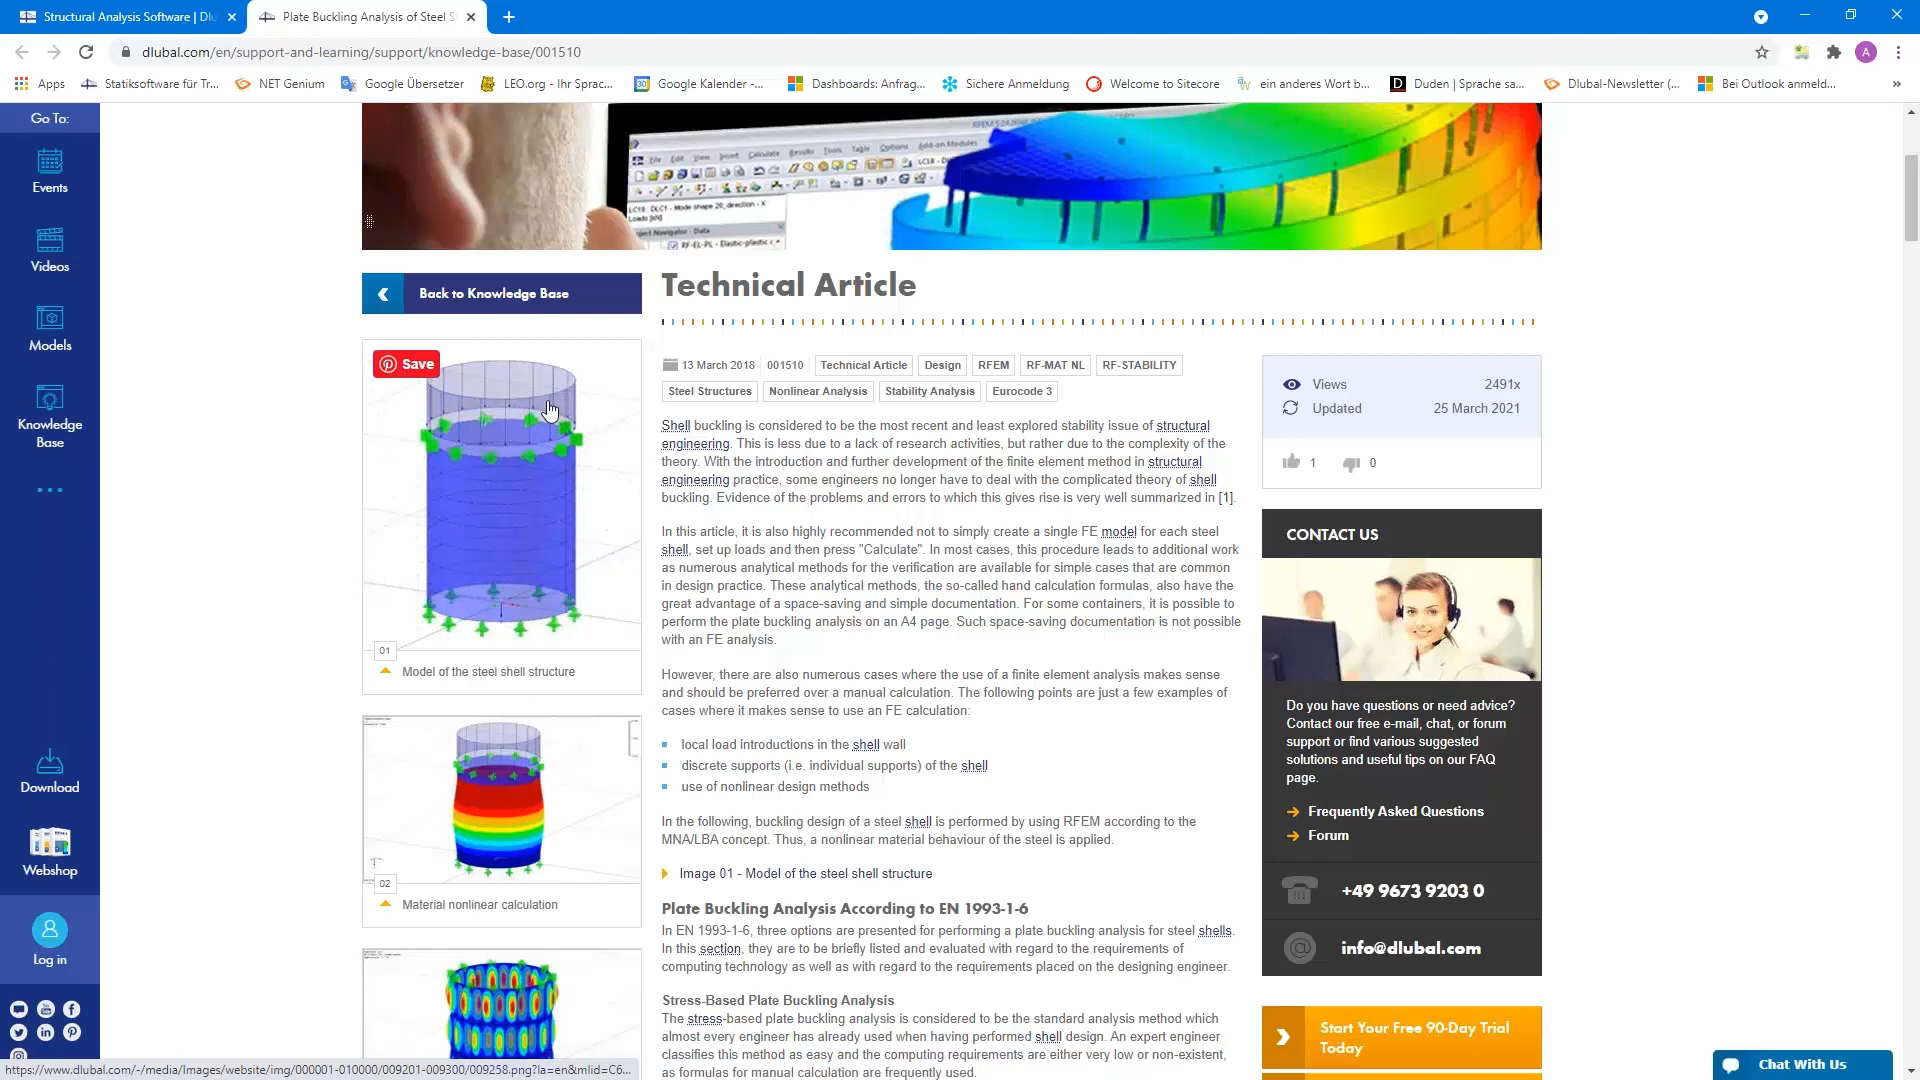 Structural Analysis Software | Dlu
Plate Buckling Analysis of Steel S
dlubal.com/en/support-and-learning/support/knowledge-base/001510
Apps
Statiksoftware für Tr...
NET Genium
Google Übersetzer
LEO.org - Ihr Sprac...
Google Kalender -...
Dashboards: Anfrag...
Sichere Anmeldung
Welcome to Sitecore
ein anderes Wort b...
Duden | Sprache sa...
Dlubal-Newsletter (...
Bei Outlook anmeld...
»
A
Go To:
Events
Videos
Models
Knowledge
Base
Download
Webshop
Log in
File Edit View Insert Calculate Results Tools Table Options Add-on Modules
LC18 : DLC1 - Mode shape 20, direction - X
Loads [kN]
Project Navigator - Data
RF-EL-PL - Elastic-plastic
Back to Knowledge Base
Save
01
Model of the steel shell structure
02
Material nonlinear calculation
Technical Article
13 March 2018
001510
Technical Article
Design
RFEM
RF-MAT NL
RF-STABILITY
Steel Structures
Nonlinear Analysis
Stability Analysis
Eurocode 3
Shell buckling is considered to be the most recent and least explored stability issue of structural
engineering. This is less due to a lack of research activities, but rather due to the complexity of the
theory. With the introduction and further development of the finite element method in structural
engineering practice, some engineers no longer have to deal with the complicated theory of shell
buckling. Evidence of the problems and errors to which this gives rise is very well summarized in [1].
In this article, it is also highly recommended not to simply create a single FE model for each steel
shell, set up loads and then press "Calculate". In most cases, this procedure leads to additional work
as numerous analytical methods for the verification are available for simple cases that are common
in design practice. These analytical methods, the so-called hand calculation formulas, also have the
great advantage of a space-saving and simple documentation. For some containers, it is possible to
perform the plate buckling analysis on an A4 page. Such space-saving documentation is not possible
with an FE analysis.
However, there are also numerous cases where the use of a finite element analysis makes sense
and should be preferred over a manual calculation. The following points are just a few examples of
cases where it makes sense to use an FE calculation:
local load introductions in the shell wall
discrete supports (i.e. individual supports) of the shell
use of nonlinear design methods
In the following, buckling design of a steel shell is performed by using RFEM according to the
MNA/LBA concept. Thus, a nonlinear material behaviour of the steel is applied.
Image 01 - Model of the steel shell structure
Plate Buckling Analysis According to EN 1993-1-6
In EN 1993-1-6, three options are presented for performing a plate buckling analysis for steel shells.
In this section, they are to be briefly listed and evaluated with regard to the requirements of
computing technology as well as with regard to the requirements placed on the designing engineer.
Stress-Based Plate Buckling Analysis
The stress-based plate buckling analysis is considered to be the standard analysis method which
almost every engineer has already used when having performed shell design. An expert engineer
classifies this method as easy and the computing requirements are either very low or non-existent,
as formulas for manual calculation are frequently used.
Views 2491x
Updated 25 March 2021
1
0
CONTACT US
Do you have questions or need advice?
Contact our free e-mail, chat, or forum
support or find various suggested
solutions and useful tips on our FAQ
page.
Frequently Asked Questions
Forum
+49 9673 9203 0
info@dlubal.com
Start Your Free 90-Day Trial
Today
Chat With Us
https://www.dlubal.com/-/media/Images/website/img/000001-010000/009201-009300/009258.png?la=en&mlid=C6...